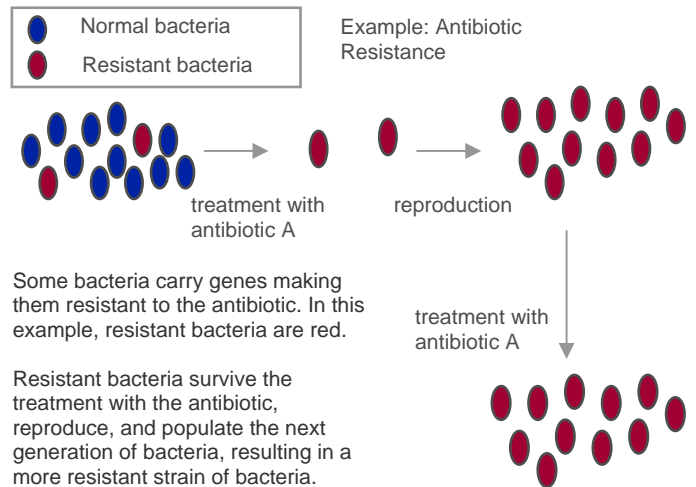 Normal bacteria
Resistant bacteria
Example: Antibiotic
Resistance
treatment with
antibiotic A
reproduction
Some bacteria carry genes making
them resistant to the antibiotic. In this
example, resistant bacteria are red.
treatment with
antibiotic A
Resistant bacteria survive the
treatment with the antibiotic,
reproduce, and populate the next
generation of bacteria, resulting in a
more resistant strain of bacteria.